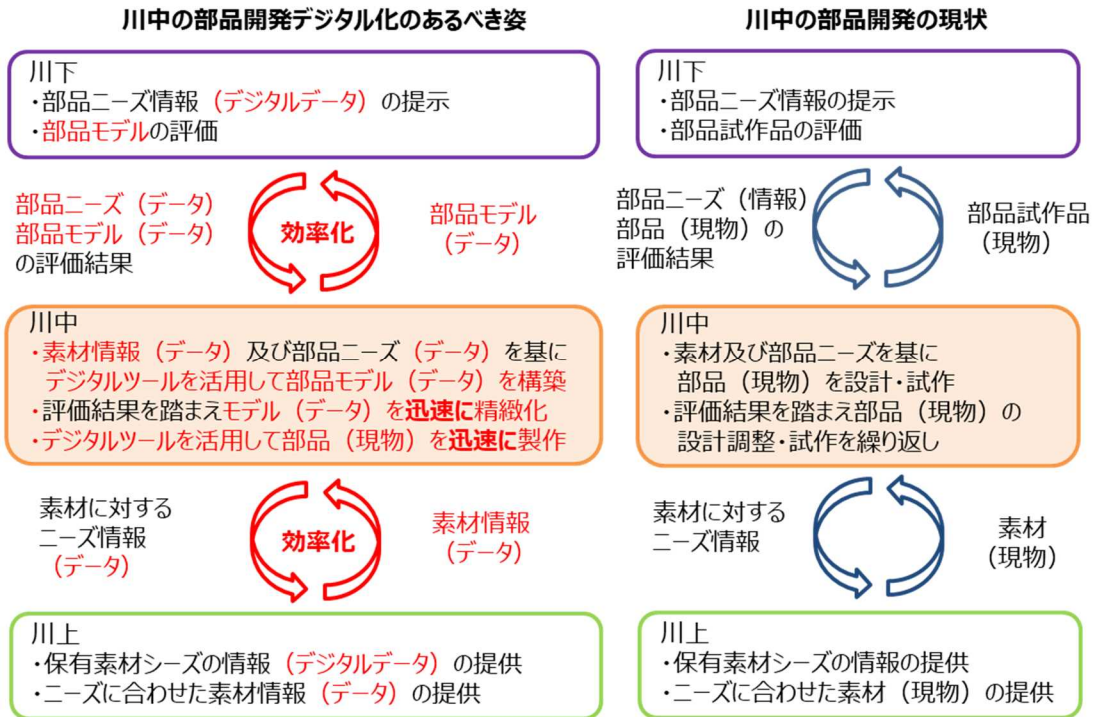 川中の部品開発デジタル化のあるべき姿
川下
・部品ニーズ情報（デジタルデータ）の提示
・部品モデルの評価
部品ニーズ（データ）
部品モデル（データ）
の評価結果
効率化
部品モデル
（データ）
川中
・素材情報（データ）及び部品ニーズ（データ）を基に
デジタルツールを活用して部品モデル（データ）を構築
・評価結果を踏まえモデル（データ）を迅速に精緻化
・デジタルツールを活用して部品（現物）を迅速に製作
素材に対する
ニーズ情報
（データ）
効率化
素材情報
（データ）
川上
・保有素材シーズの情報（デジタルデータ）の提供
・ニーズに合わせた素材情報（データ）の提供
川中の部品開発の現状
川下
・部品ニーズ情報の提示
・部品試作品の評価
部品ニーズ（情報）
部品（現物）の
評価結果
部品試作品
（現物）
川中
・素材及び部品ニーズを基に
部品（現物）を設計・試作
・評価結果を踏まえ部品（現物）の
設計調整・試作を繰り返し
素材に対する
ニーズ情報
素材
（現物）
川上
・保有素材シーズの情報の提供
・ニーズに合わせた素材（現物）の提供